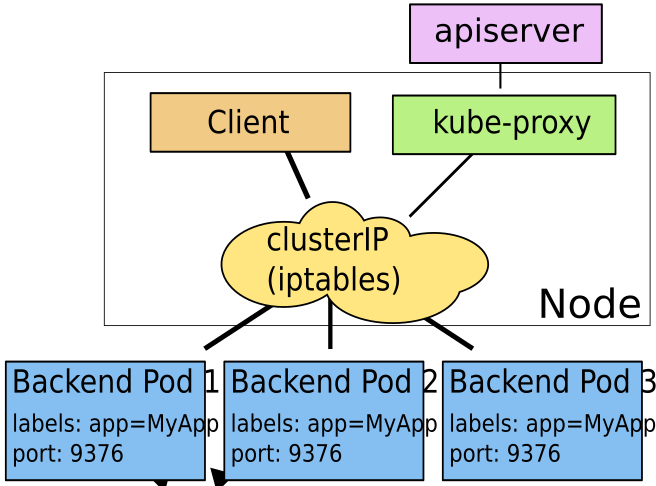 apiserver
Client
kube-proxy
clusterIP
(iptables)
Node
Backend Pod 1
labels: app=MyApp
port: 9376
Backend Pod 2
labels: app=MyApp
port: 9376
Backend Pod 3
labels: app=MyApp
port: 9376